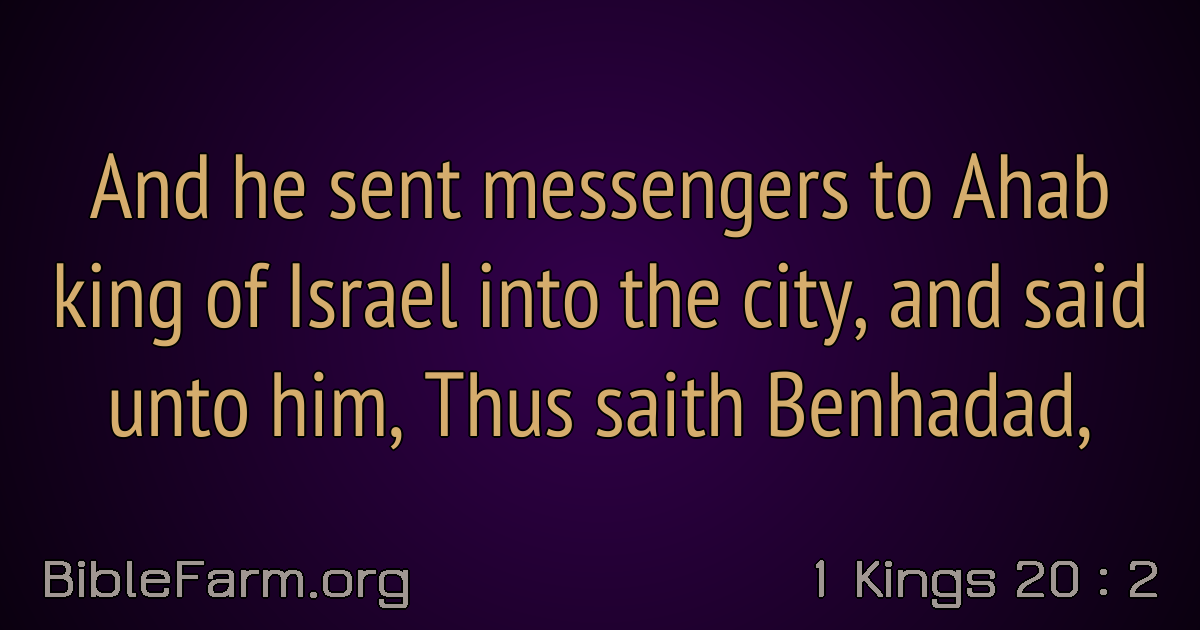 And he sent messengers to Ahab
king of Israel into the city, and said
unto him, Thus saith Benhadad,
BibleFarm.org
1 Kings 20 : 2